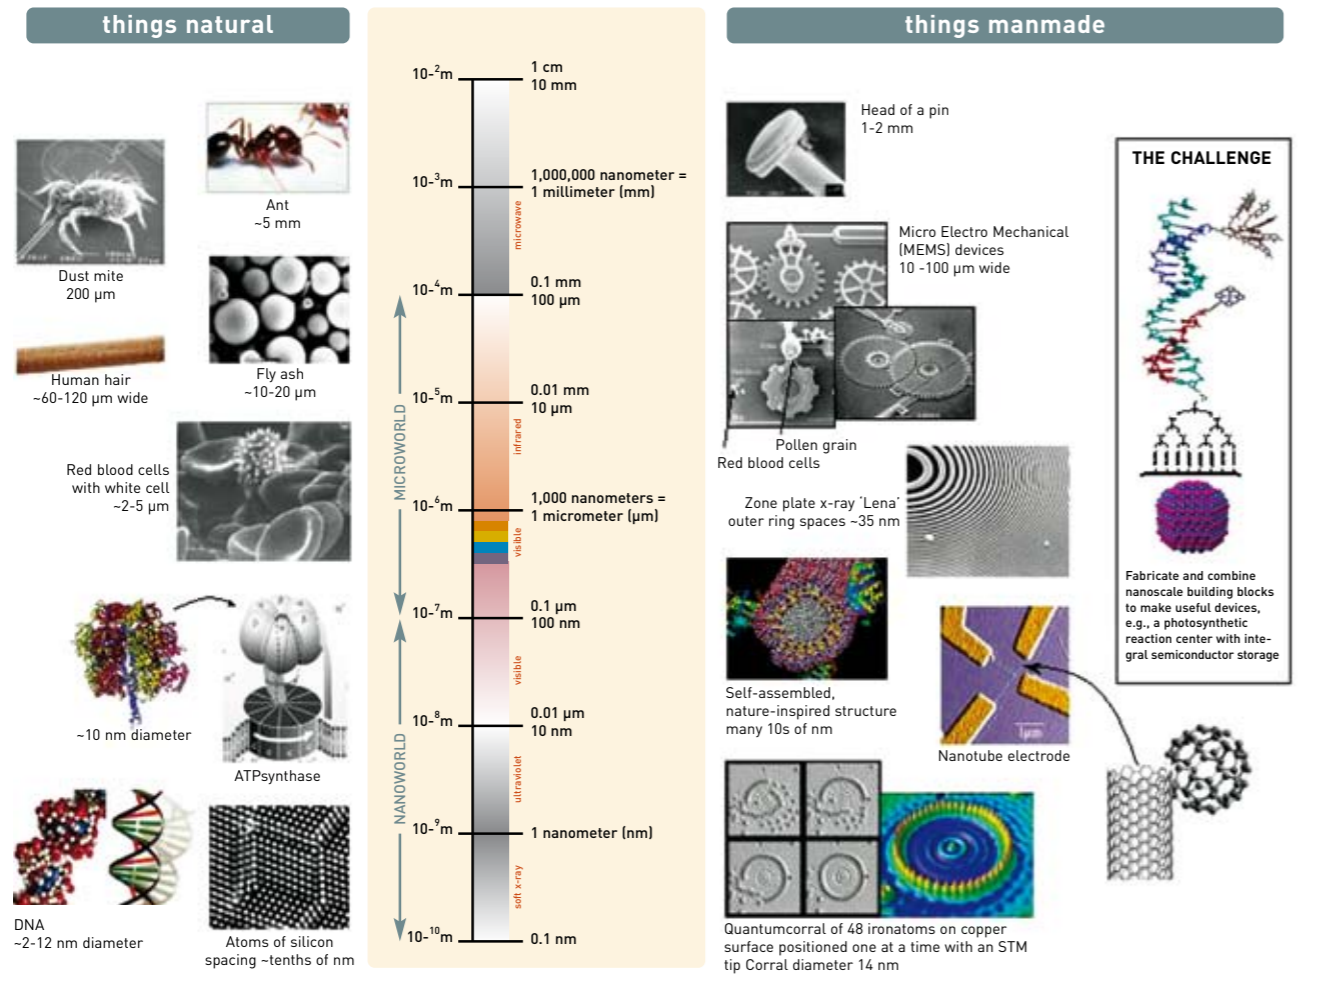 things natural
things manmade
Dust mite
200 µm
Ant
~5 mm
Human hair
~60-120 µm wide
Fly ash
~10-20 µm
Red blood cells
with white cell
~2-5 µm
~10 nm diameter
ATPsynthase
DNA
~2-12 nm diameter
Atoms of silicon
spacing ~tenths of nm
10-²m
1 cm
10 mm
10-³m
1,000,000 nanometer =
1 millimeter (mm)
microwave
10-⁴m
0.1 mm
100 µm
MICROWORLD
10-⁵m
0.01 mm
10 µm
infrared
10-⁶m
1,000 nanometers =
1 micrometer (µm)
visible
10-⁷m
0.1 µm
100 nm
visible
10-⁸m
0.01 µm
10 nm
NANOWORLD
ultraviolet
10-⁹m
1 nanometer (nm)
soft x-ray
10-¹⁰m
0.1 nm
Head of a pin
1-2 mm
Micro Electro Mechanical
(MEMS) devices
10 -100 µm wide
Pollen grain
Red blood cells
Zone plate x-ray ‘Lena’
outer ring spaces ~35 nm
Self-assembled,
nature-inspired structure
many 10s of nm
1µm
Nanotube electrode
Quantumcorral of 48 ironatoms on copper
surface positioned one at a time with an STM
tip Corral diameter 14 nm
THE CHALLENGE
Fabricate and combine
nanoscale building blocks
to make useful devices,
e.g., a photosynthetic
reaction center with inte-
gral semiconductor storage